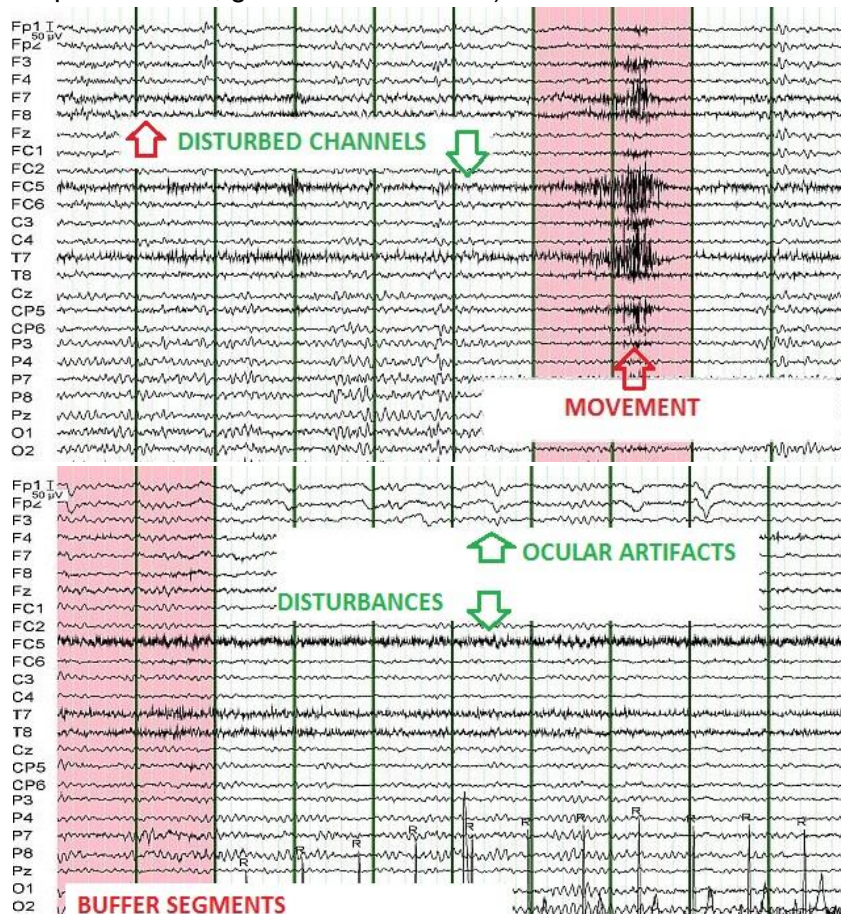 Fp1
50 µV
Fp2
F3
F4
F7
F8
Fz
FC1
DISTURBED CHANNELS
FC2
FC5
FC6
C3
C4
T7
T8
Cz
CP5
CP6
P3
P4
P7
P8
MOVEMENT
Pz
O1
O2
Fp1
50 µV
Fp2
F3
F4
F7
OCULAR ARTIFACTS
F8
Fz
FC1
DISTURBANCES
FC2
FC5
FC6
C3
C4
T7
T8
Cz
CP5
CP6
P3
P4
R R R R R R
P7
R R
P8
R R R
Pz
O1
BUFFER SEGMENTS
O2